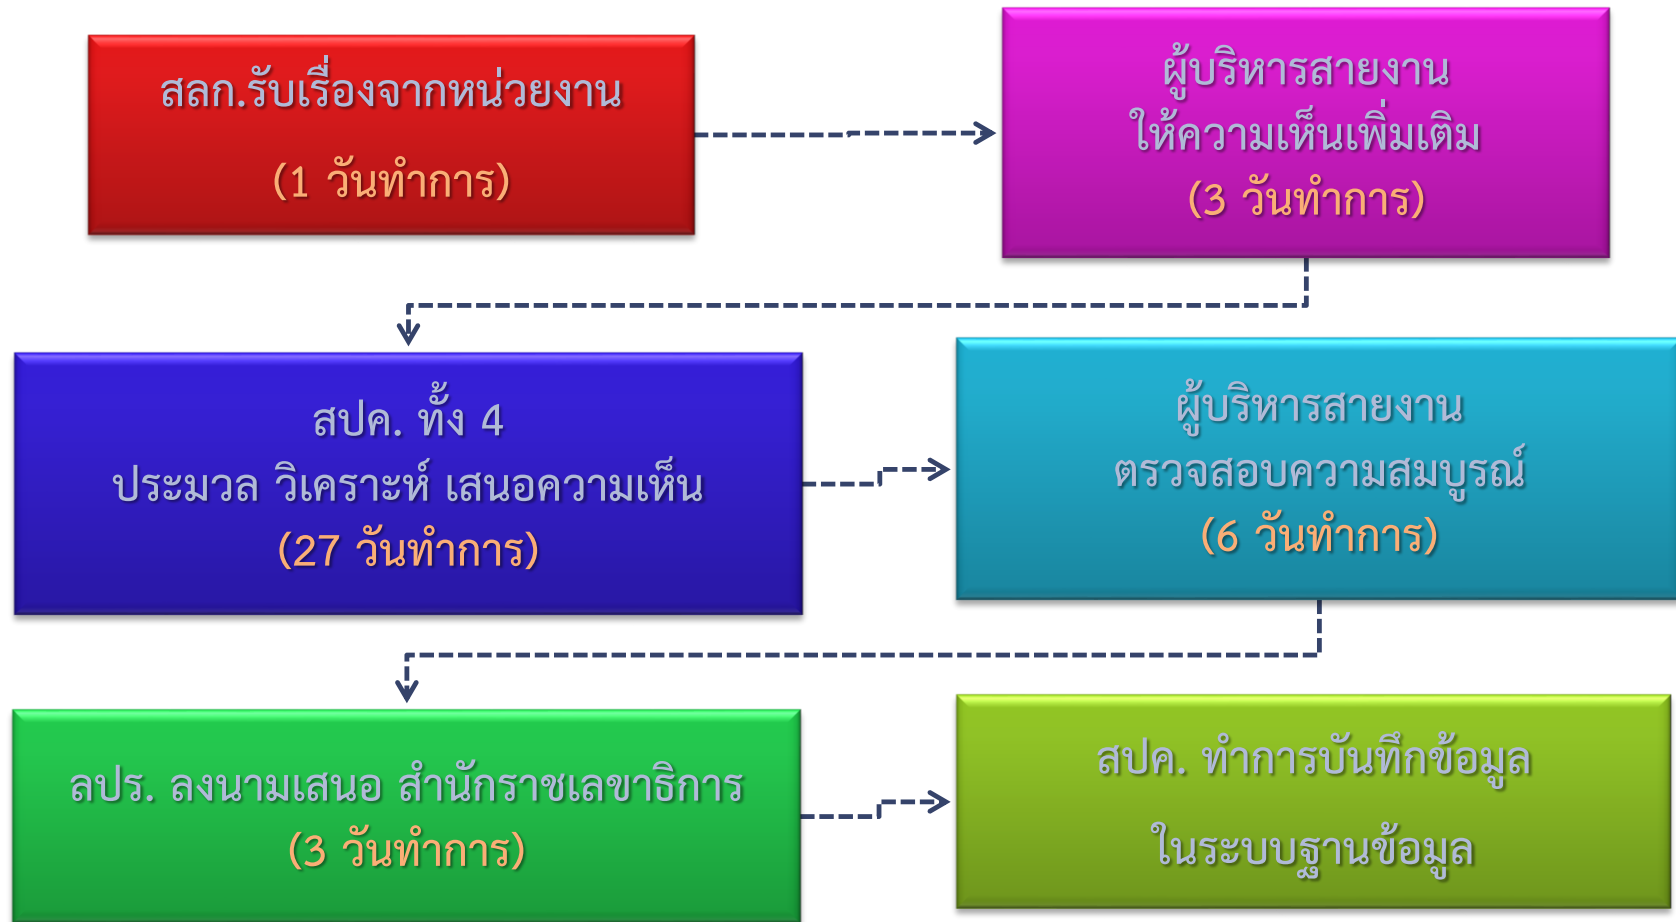 สลก.รับเรื่องจากหน่วยงาน
(1 วันทำการ)
ผู้บริหารสายงาน
ให้ความเห็นเพิ่มเติม
(3 วันทำการ)
สปค. ทั้ง 4
ประมวล วิเคราะห์ เสนอความเห็น
(27 วันทำการ)
ผู้บริหารสายงาน
ตรวจสอบความสมบูรณ์
(6 วันทำการ)
ลปร. ลงนามเสนอ สำนักราชเลขาธิการ
(3 วันทำการ)
สปค. ทำการบันทึกข้อมูล
ในระบบฐานข้อมูล